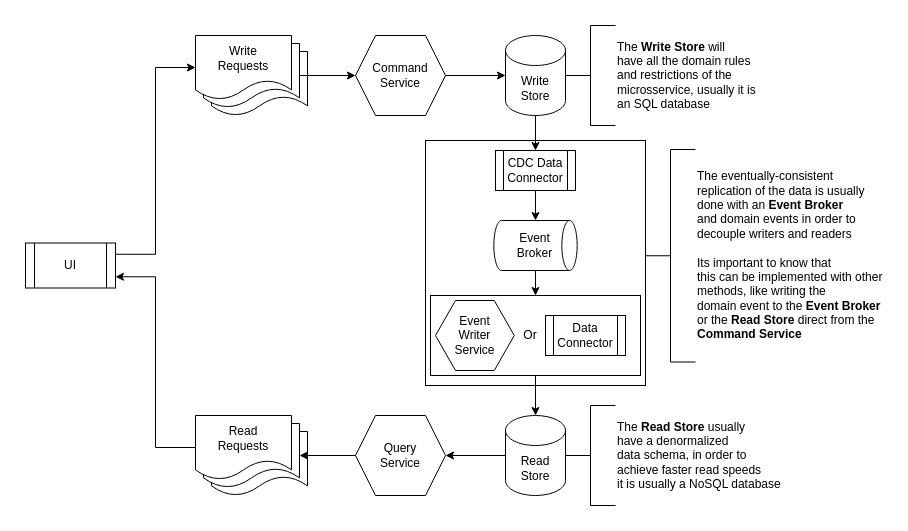 Write
Requests
Command
Service
Write
Store
The Write Store will
have all the domain rules
and restrictions of the
microsservice, usually it is
an SQL database
CDC Data
Connector
Event
Broker
The eventually-consistent
replication of the data is usually
done with an Event Broker
and domain events in order to
decouple writers and readers
Its important to know that
this can be implemented with other
methods, like writing the
domain event to the Event Broker
or the Read Store direct from the
Command Service
UI
Event
Writer
Service
Or
Data
Connector
Read
Requests
Query
Service
Read
Store
The Read Store usually
have a denormalized
data schema, in order to
achieve faster read speeds
it is usually a NoSQL database